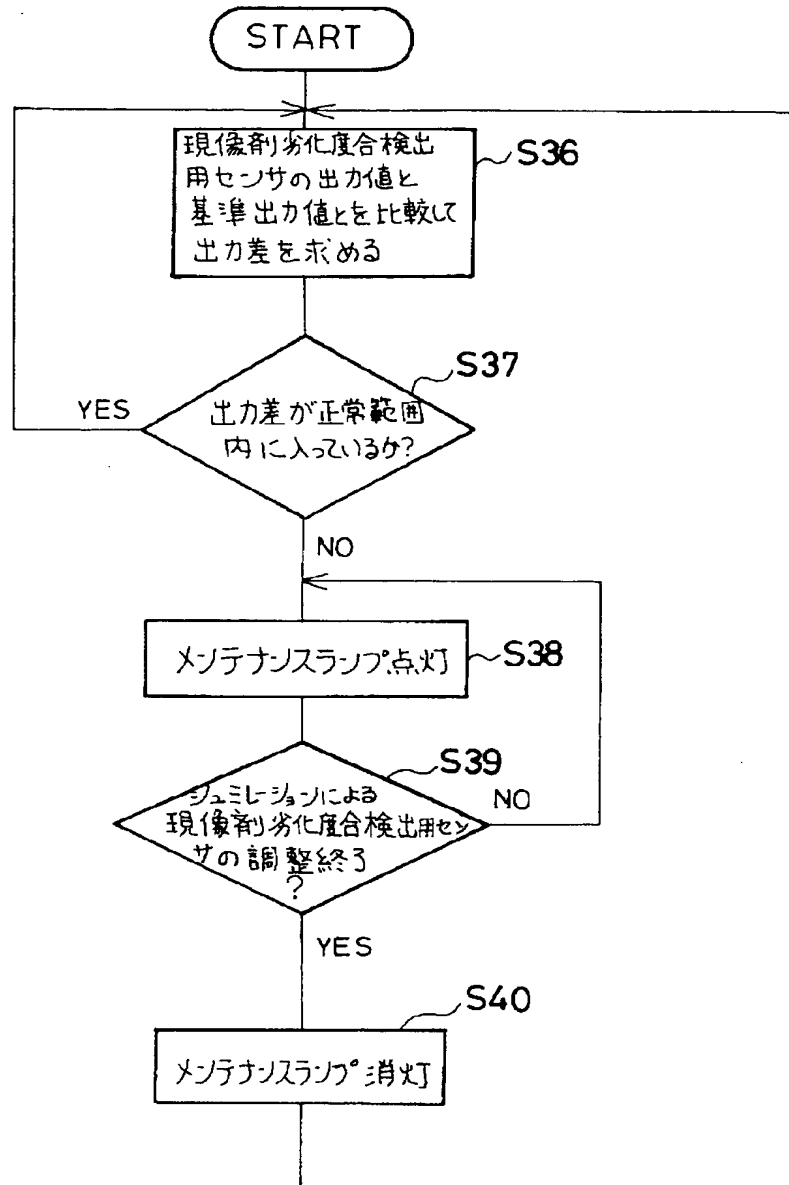 START
現像剤劣化度合検出
用センサの出力値と
基準出力値とを比較して
出力差を求める
S36
S37
出力差が正常範囲
内に入っているか?
YES
NO
メンテナンスランプ点灯
S38
S39
シュミレーションによる
現像剤劣化度合検出用セン
サの調整終了
?
NO
YES
S40
メンテナンスランプ消灯